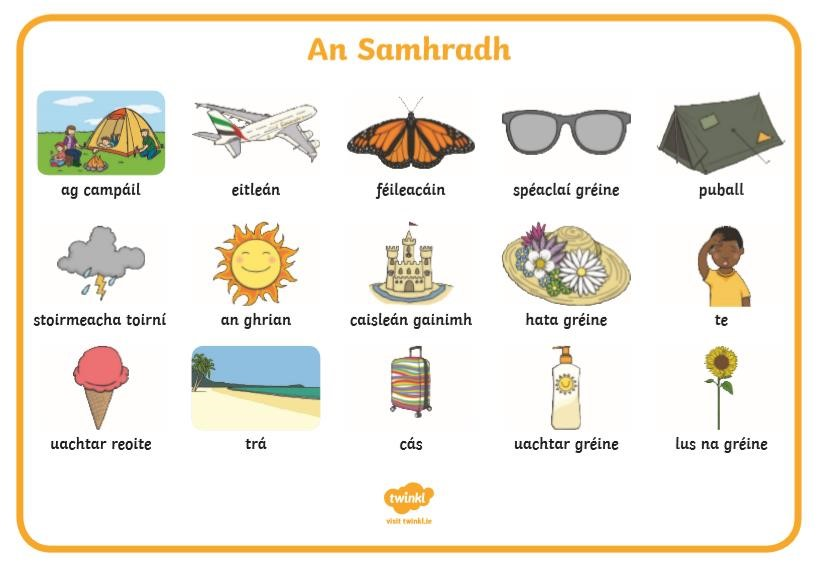 An Samhradh
ag campáil
eitleán
féileacáin
spéaclaí gréine
puball
stoirmeacha toirní
an ghrian
caisleán gainimh
hata gréine
te
uachtar reoite
trá
cás
uachtar gréine
lus na gréine
twinkl
visit twinkl.ie